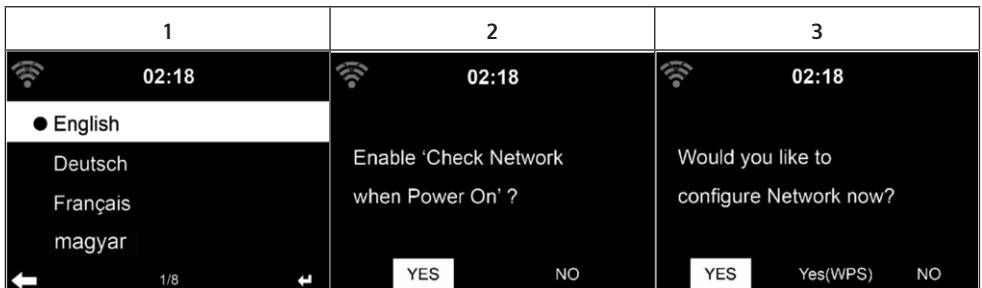 1 2 3
02:18
English
Deutsch
Français
magyar
1/8
02:18
Enable ‘Check Network
when Power On’ ?
YES NO
02:18
Would you like to
configure Network now?
YES Yes(WPS) NO